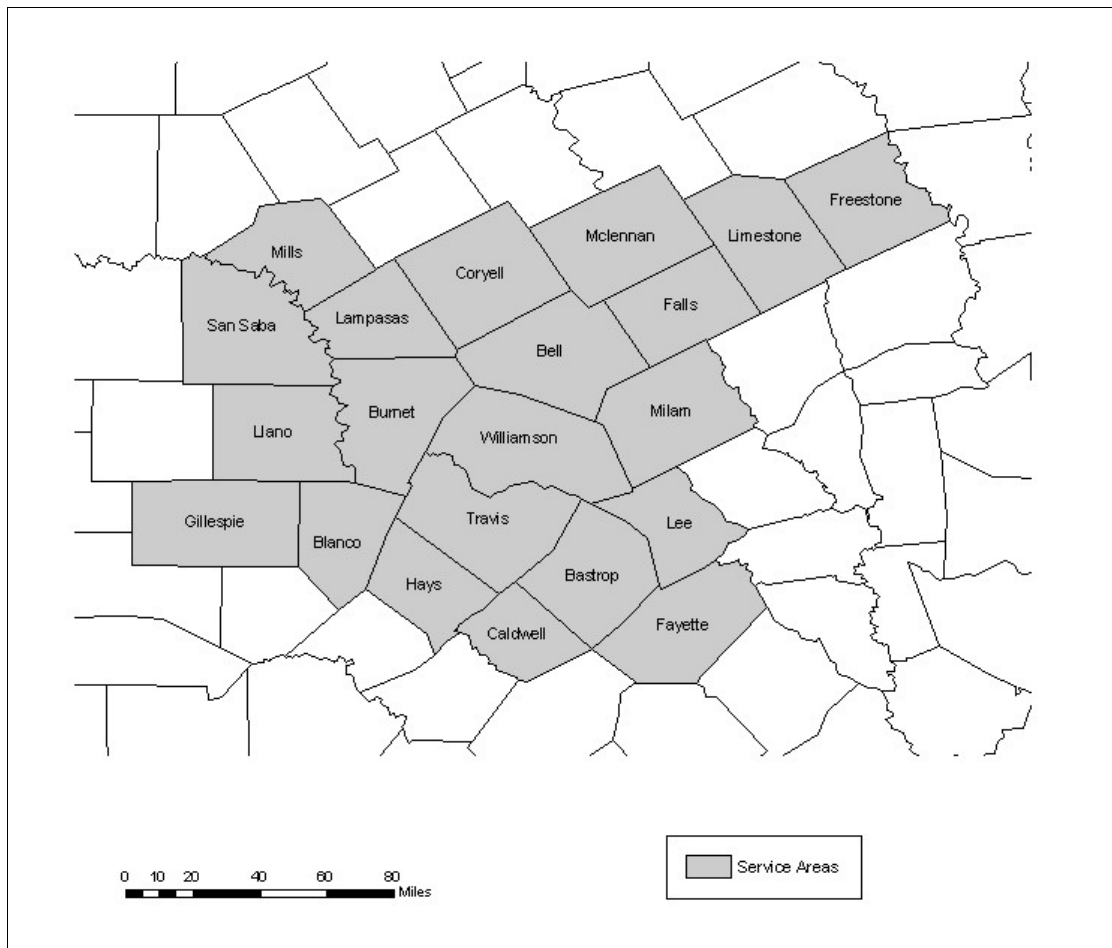 Freestone
Mclennan
Limestone
Mills
Coryell
Falls
San Saba
Lampasas
Bell
Burnet
Milam
Llano
Williamson
Gillespie
Travis
Lee
Blanco
Bastrop
Hays
Fayette
Caldwell
Service Areas
0 10 20 40 60 80
Miles